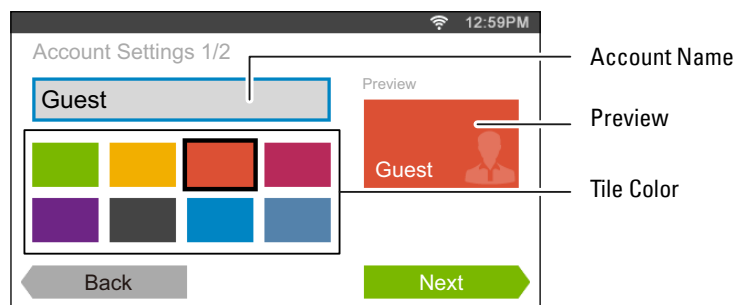 12:59PM
Account Settings 1/2
Account Name
Guest
Preview
Preview
Guest
Tile Color
Back
Next